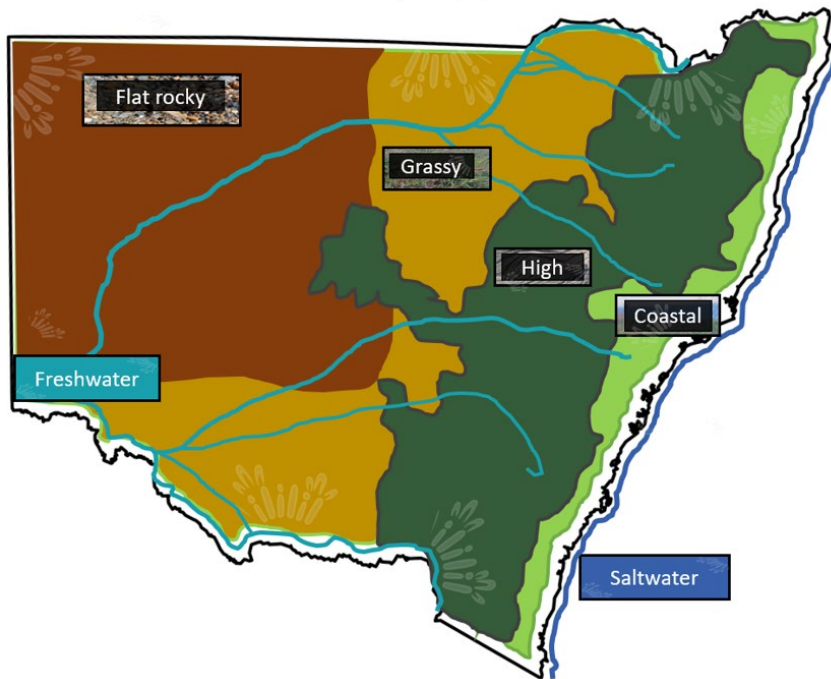 Flat rocky
Grassy
High
Coastal
Freshwater
Saltwater